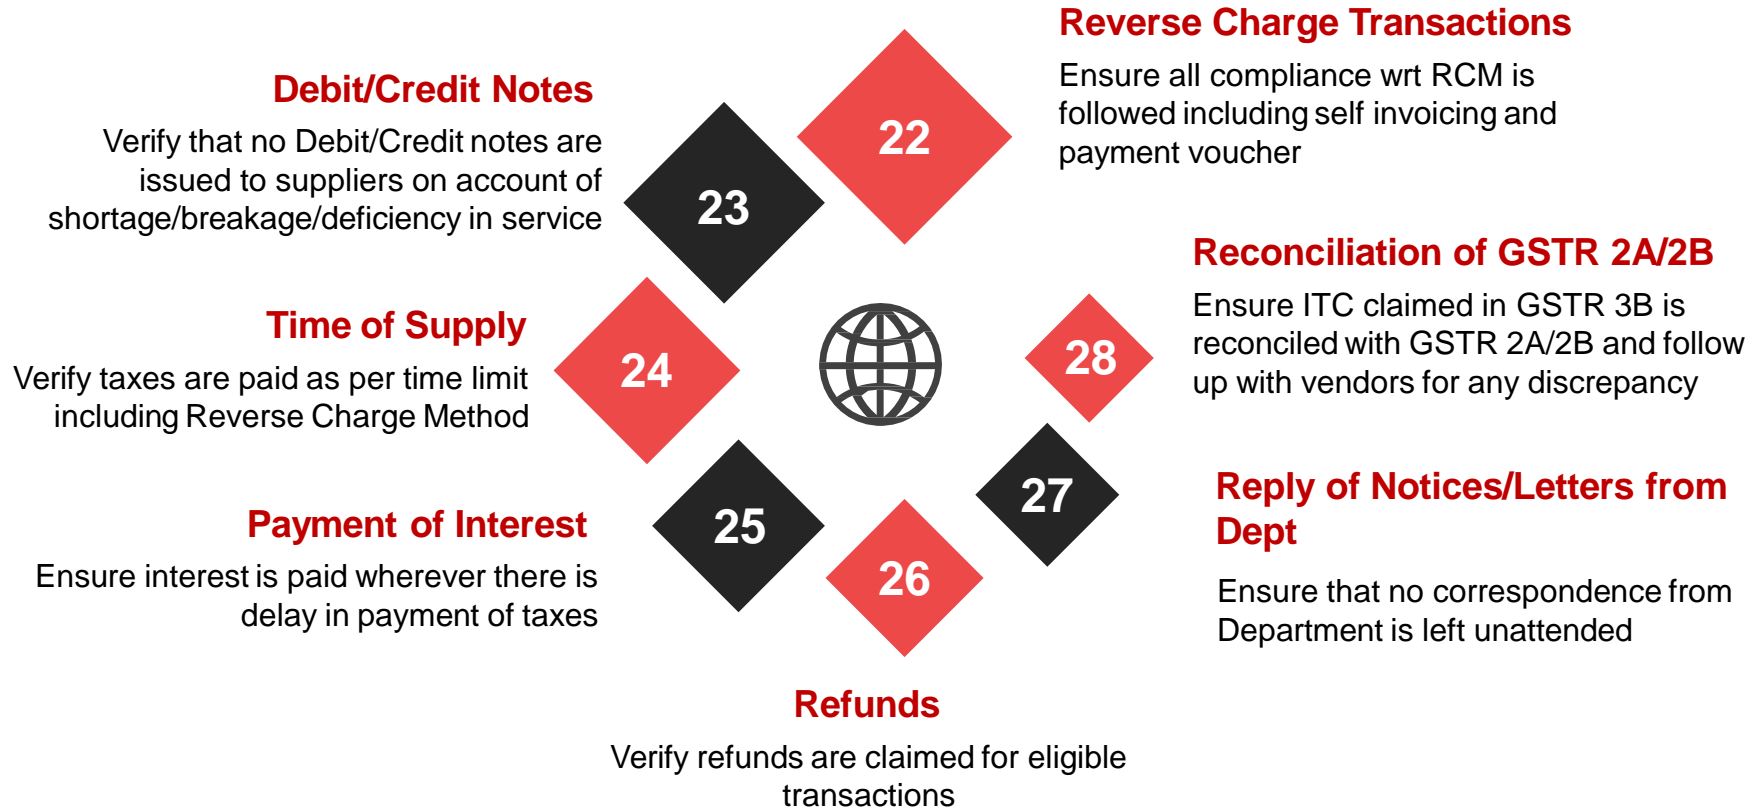 Reverse Charge Transactions
Ensure all compliance wrt RCM is
followed including self invoicing and
payment voucher
22
Debit/Credit Notes
Verify that no Debit/Credit notes are
issued to suppliers on account of
shortage/breakage/deficiency in service
23
Time of Supply
Verify taxes are paid as per time limit
including Reverse Charge Method
24
Payment of Interest
Ensure interest is paid wherever there is
delay in payment of taxes
25
26
Refunds
Verify refunds are claimed for eligible
transactions
27
Reply of Notices/Letters from
Dept
Ensure that no correspondence from
Department is left unattended
28
Reconciliation of GSTR 2A/2B
Ensure ITC claimed in GSTR 3B is
reconciled with GSTR 2A/2B and follow
up with vendors for any discrepancy